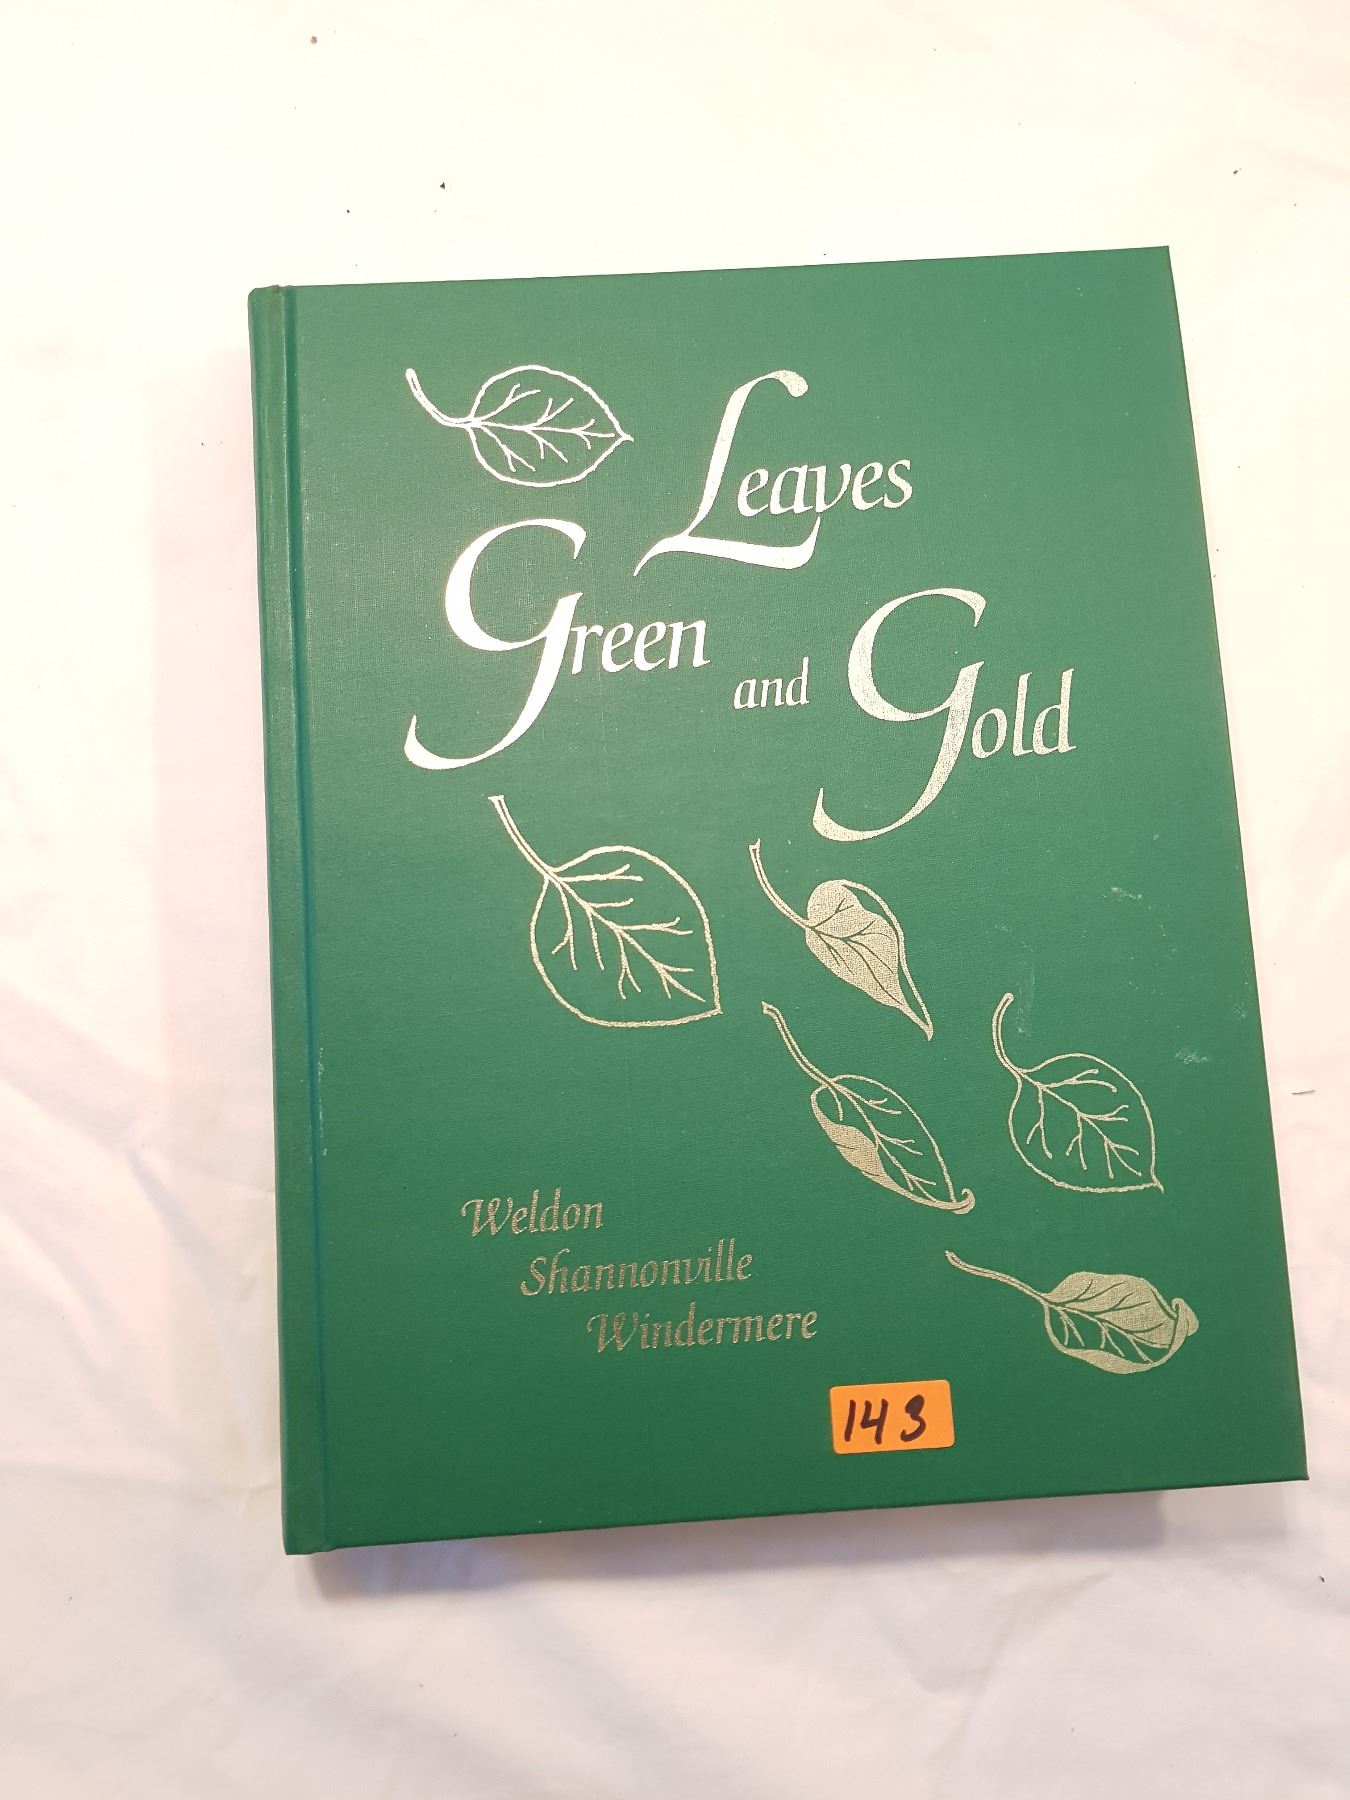 Leaves
Green and Gold
Weldon
Shannonville
Windermere
143